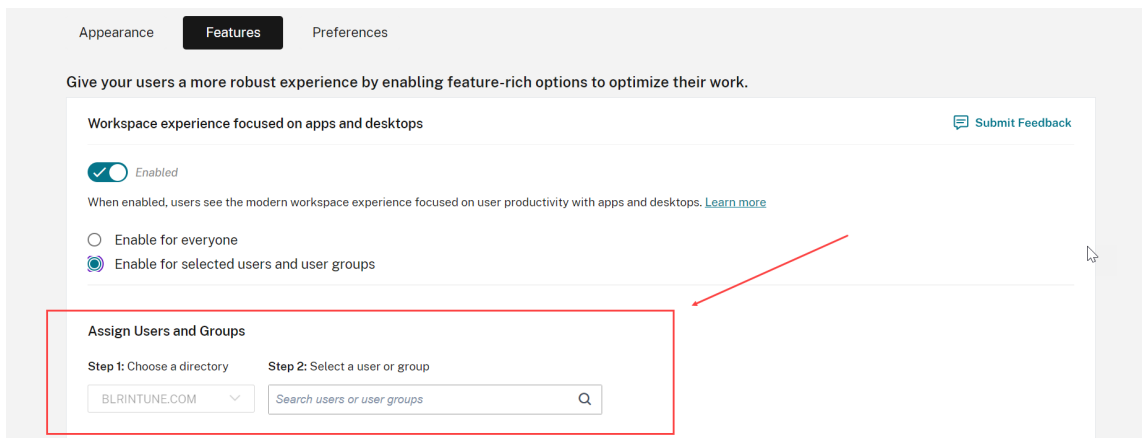 Appearance Features Preferences
Give your users a more robust experience by enabling feature-rich options to optimize their work.
Workspace experience focused on apps and desktops
Submit Feedback
Enabled
When enabled, users see the modern workspace experience focused on user productivity with apps and desktops. Learn more
Enable for everyone
Enable for selected users and user groups
Assign Users and Groups
Step 1: Choose a directory Step 2: Select a user or group
BLRINTUNE.COM Search users or user groups